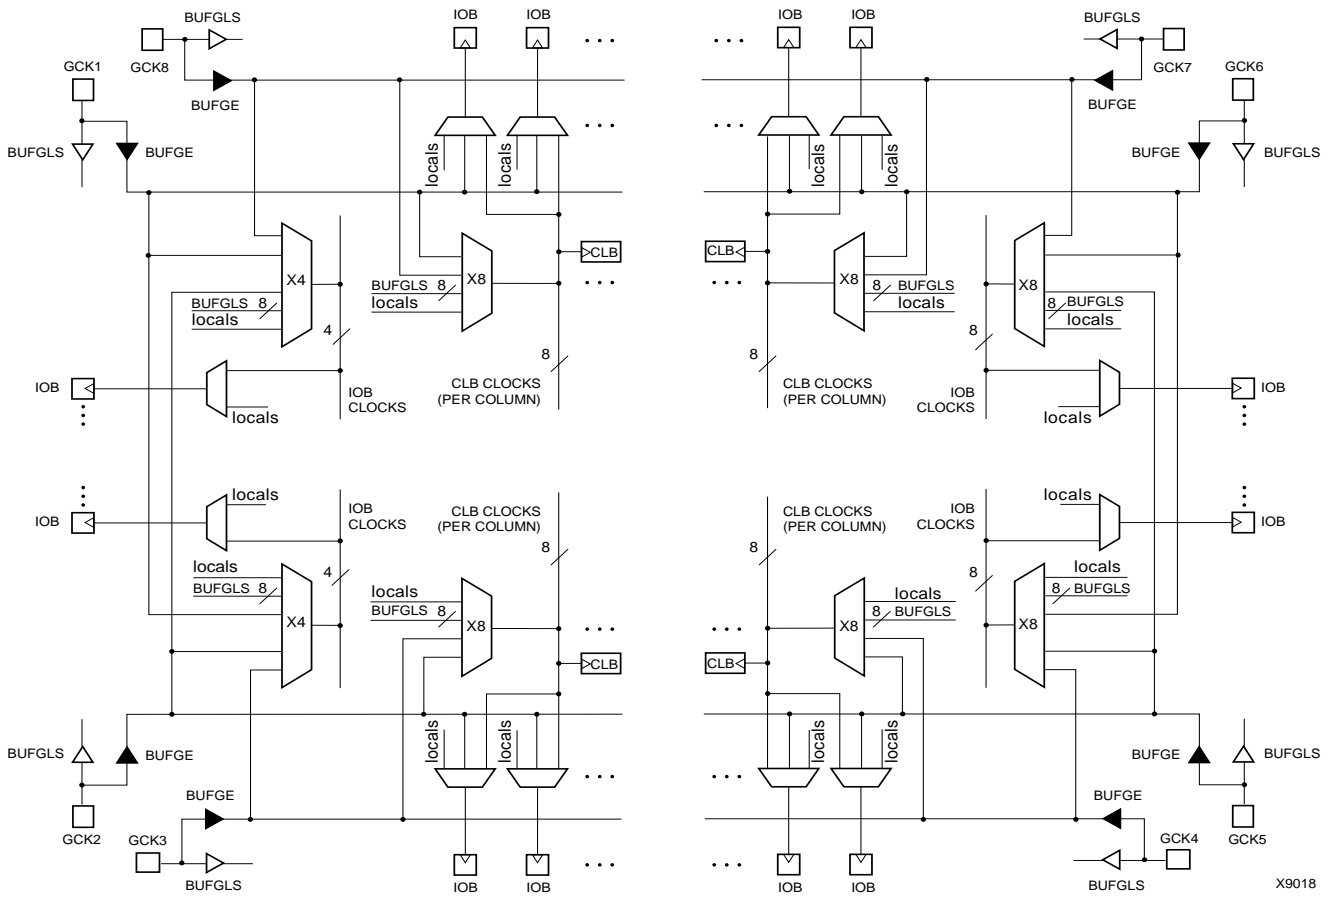 BUFGLS
IOB
IOB
IOB
IOB
BUFGLS
GCK8
GCK7
GCK1
GCK6
BUFGE
BUFGE
BUFGLS
BUFGE
BUFGE
BUFGLS
locals
locals
locals
locals
CLB
CLB
X4
X8
X8
X8
BUFGLS 8
BUFGLS 8
8 BUFGLS
8 BUFGLS
locals
locals
locals
locals
4
8
8
8
8
IOB
IOB
CLOCKS
CLB CLOCKS
(PER COLUMN)
CLB CLOCKS
(PER COLUMN)
IOB
CLOCKS
IOB
locals
locals
locals
locals
IOB
IOB
CLOCKS
CLB CLOCKS
(PER COLUMN)
CLB CLOCKS
(PER COLUMN)
IOB
CLOCKS
IOB
8
8
locals
4
locals
locals
8
locals
BUFGLS 8
BUFGLS 8
8 BUFGLS
8 BUFGLS
X4
X8
X8
X8
CLB
CLB
locals
locals
locals
locals
BUFGLS
BUFGE
BUFGE
BUFGLS
BUFGE
BUFGE
GCK2
GCK3
GCK4
GCK5
BUFGLS
IOB
IOB
IOB
IOB
BUFGLS
X9018